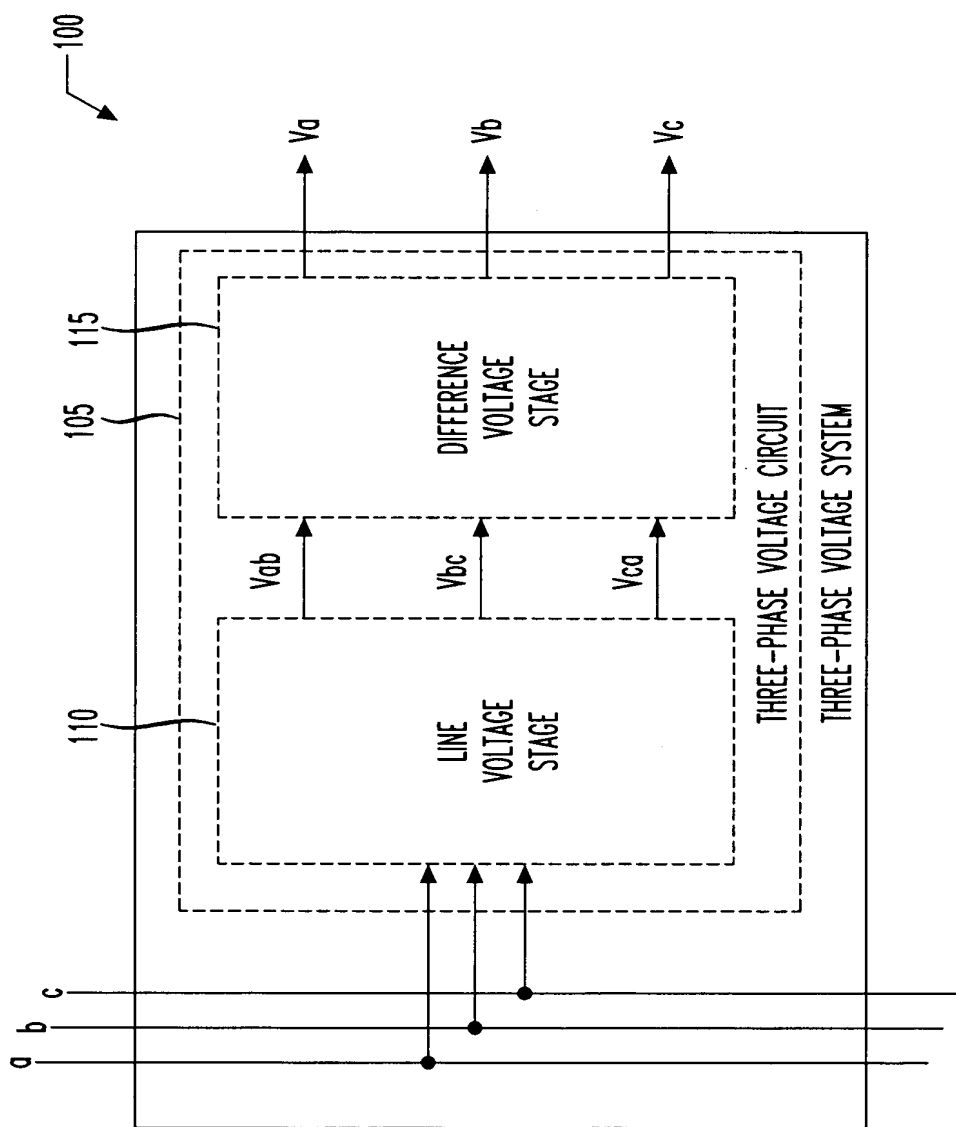 100
115
105
110
a
b
c
LINE
VOLTAGE
STAGE
Vab
Vbc
Vca
DIFFERENCE
VOLTAGE
STAGE
Va
Vb
Vc
THREE-PHASE VOLTAGE CIRCUIT
THREE-PHASE VOLTAGE SYSTEM